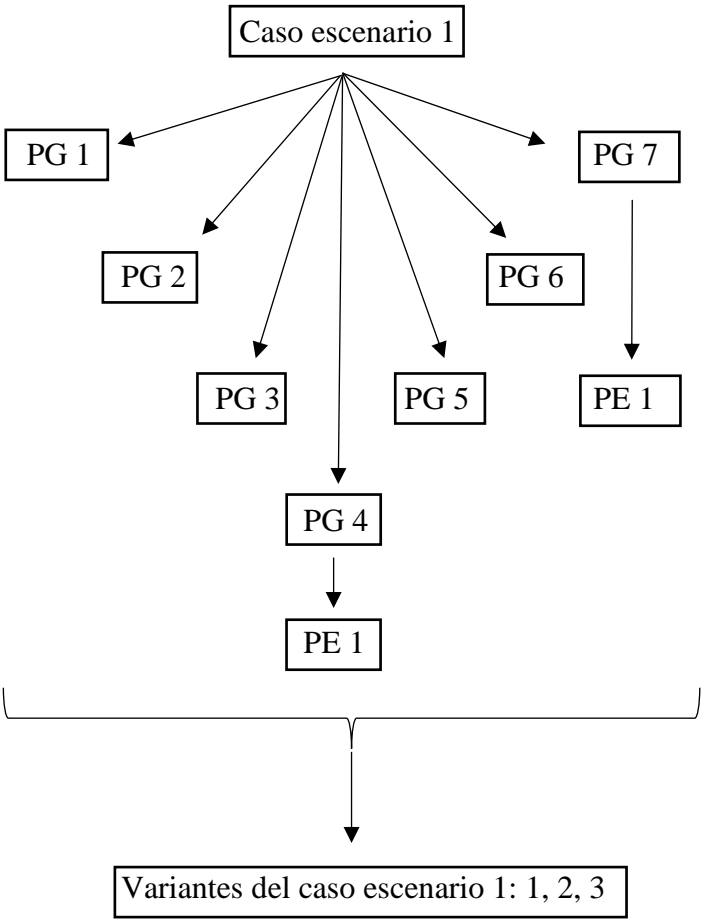 Caso escenario 1
PG 1
PG 7
PG 2
PG 6
PG 3
PG 5
PE 1
PG 4
PE 1
Variantes del caso escenario 1: 1, 2, 3